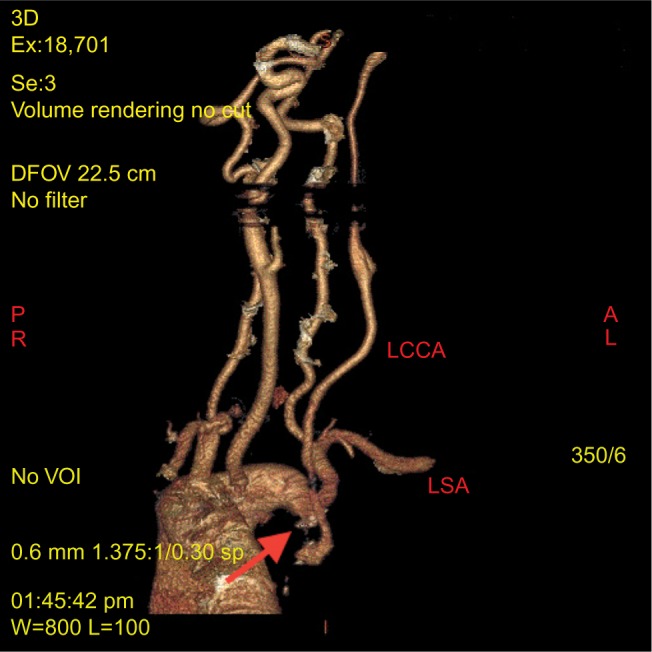 3D
Ex:18,701
Se:3
Volume rendering no cut
DFOV 22.5 cm
No filter
S
P
R
A
L
LCCA
350/6
No VOI
LSA
0.6 mm 1.375:1/0.30 sp
01:45:42 pm
W=800 L=100
I